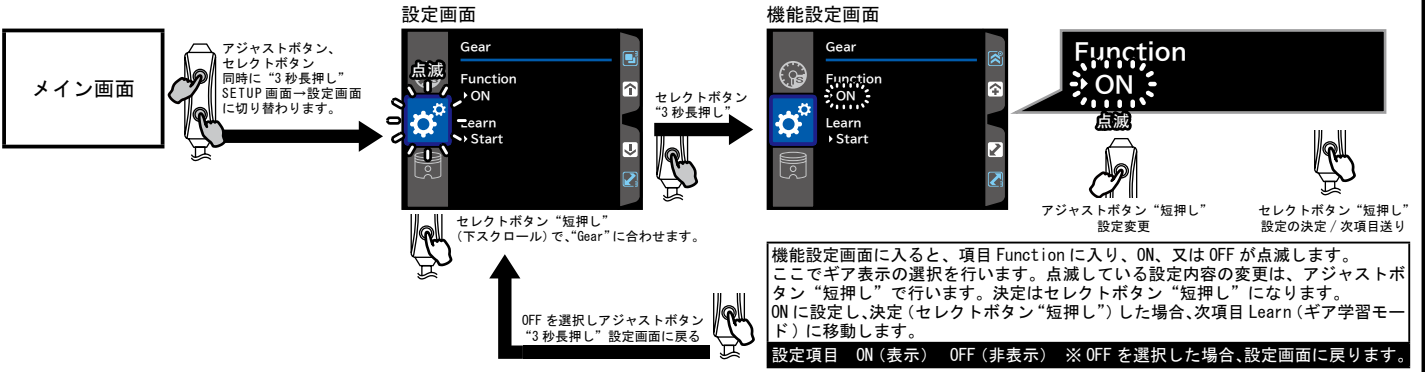 設定画面
機能設定画面
メイン画面
アジャストボタン、
セレクトボタン
同時に“3秒長押し”
SETUP画面→設定画面
に切り替わります。
Gear
点滅
Function
ON
Learn
Start
セレクトボタン
“3秒長押し”
Gear
Function
ON
Learn
Start
Function
ON
点滅
セレクトボタン“短押し”
(下スクロール)で、“Gear”に合わせます。
アジャストボタン“短押し”
設定変更
セレクトボタン“短押し”
設定の決定/次項目送り
OFFを選択しアジャストボタン
“3秒長押し”設定画面に戻る
機能設定画面に入ると、項目Functionに入り、ON、又はOFFが点滅します。
ここでギア表示の選択を行います。点滅している設定内容の変更は、アジャストボ
タン“短押し”で行います。決定はセレクトボタン“短押し”になります。
ONに設定し、決定(セレクトボタン“短押し”)した場合、次項目Learn(ギア学習モー
ド)に移動します。
設定項目 ON(表示) OFF(非表示) ※OFFを選択した場合、設定画面に戻ります。